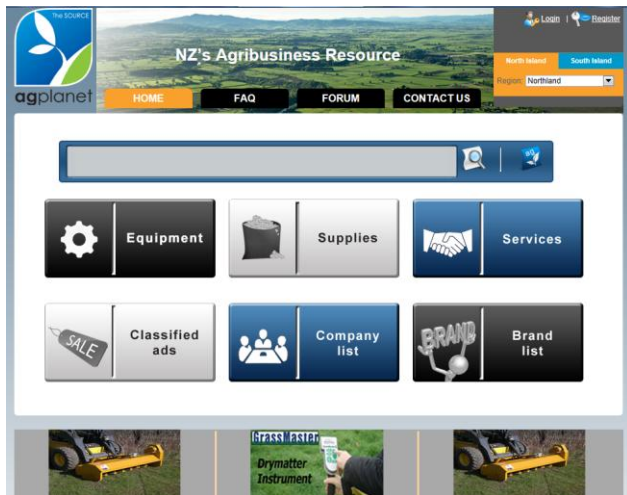 The SOURCE
agplanet
NZ's Agribusiness Resource
Login | Register
North Island South Island
Region: Northland
HOME FAQ FORUM CONTACT US
ag
Equipment
Supplies
Services
SALE
Classified
ads
Company
list
BRAND
Brand
list
GrassMaster
Drymatter
Instrument